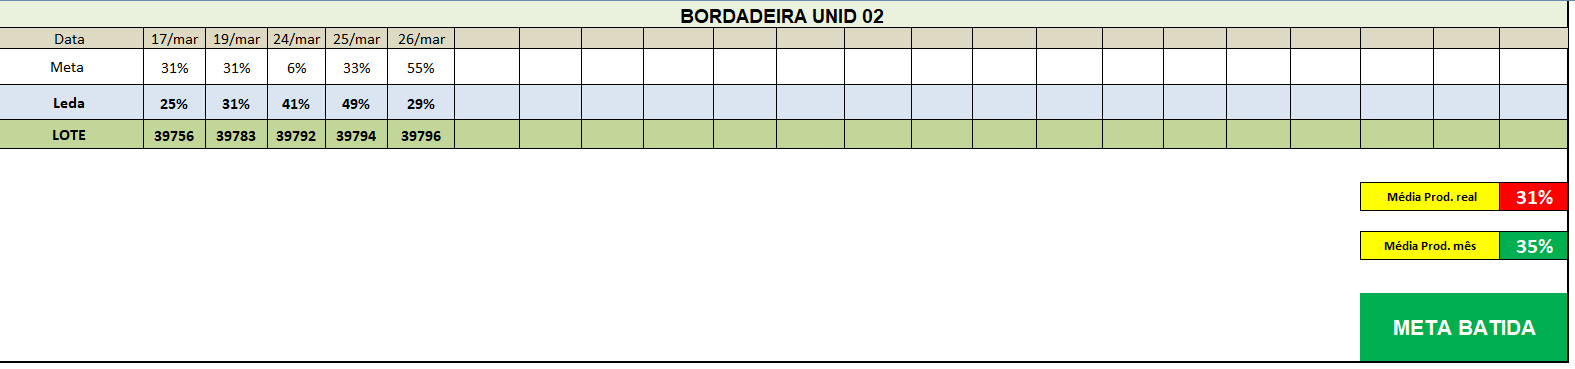 BORDADEIRA UNID 02
Data 17/mar 19/mar 24/mar 25/mar 26/mar
Meta 31% 31% 6% 33% 55%
Leda 25% 31% 41% 49% 29%
LOTE 39756 39783 39792 39794 39796
Média Prod. real 31%
Média Prod. mês 35%
META BATIDA